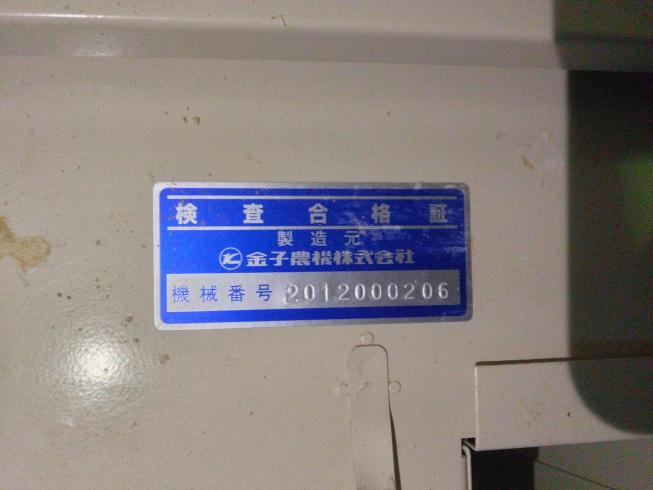 検査合格証
製造元
金子農機株式会社
機械番号 2012000206